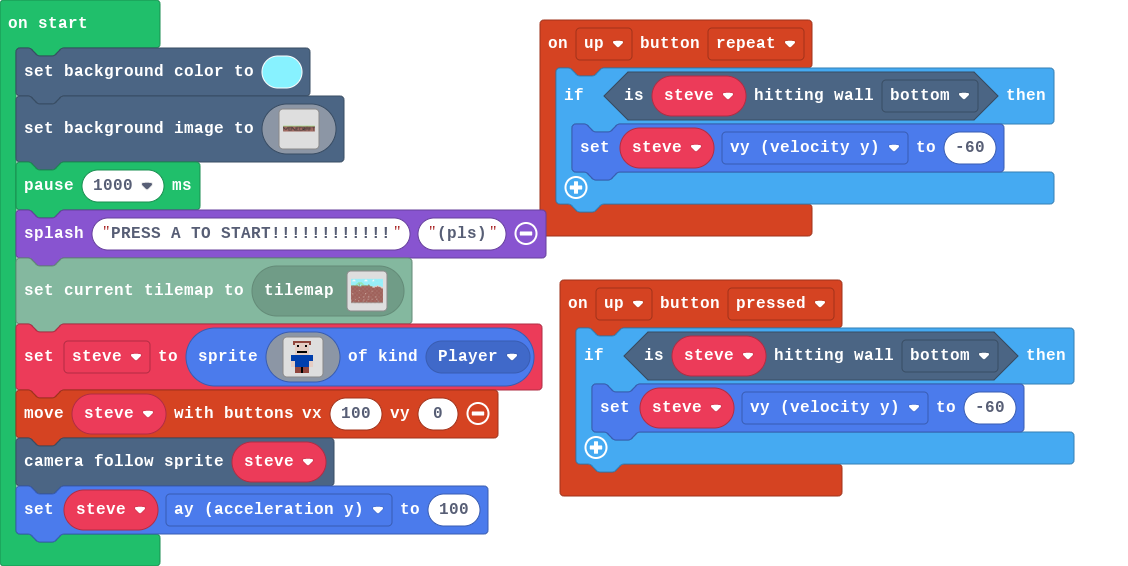 on start
set background color to
set background image to
pause 1000 ms
splash "PRESS A TO START!!!!!!!!!!!!" "(pls)"
set current tilemap to tilemap
set steve to sprite of kind Player
move steve with buttons vx 100 vy 0
camera follow sprite steve
set steve ay (acceleration y) to 100
on up button repeat
if is steve hitting wall bottom then
set steve vy (velocity y) to -60
on up button pressed
if is steve hitting wall bottom then
set steve vy (velocity y) to -60